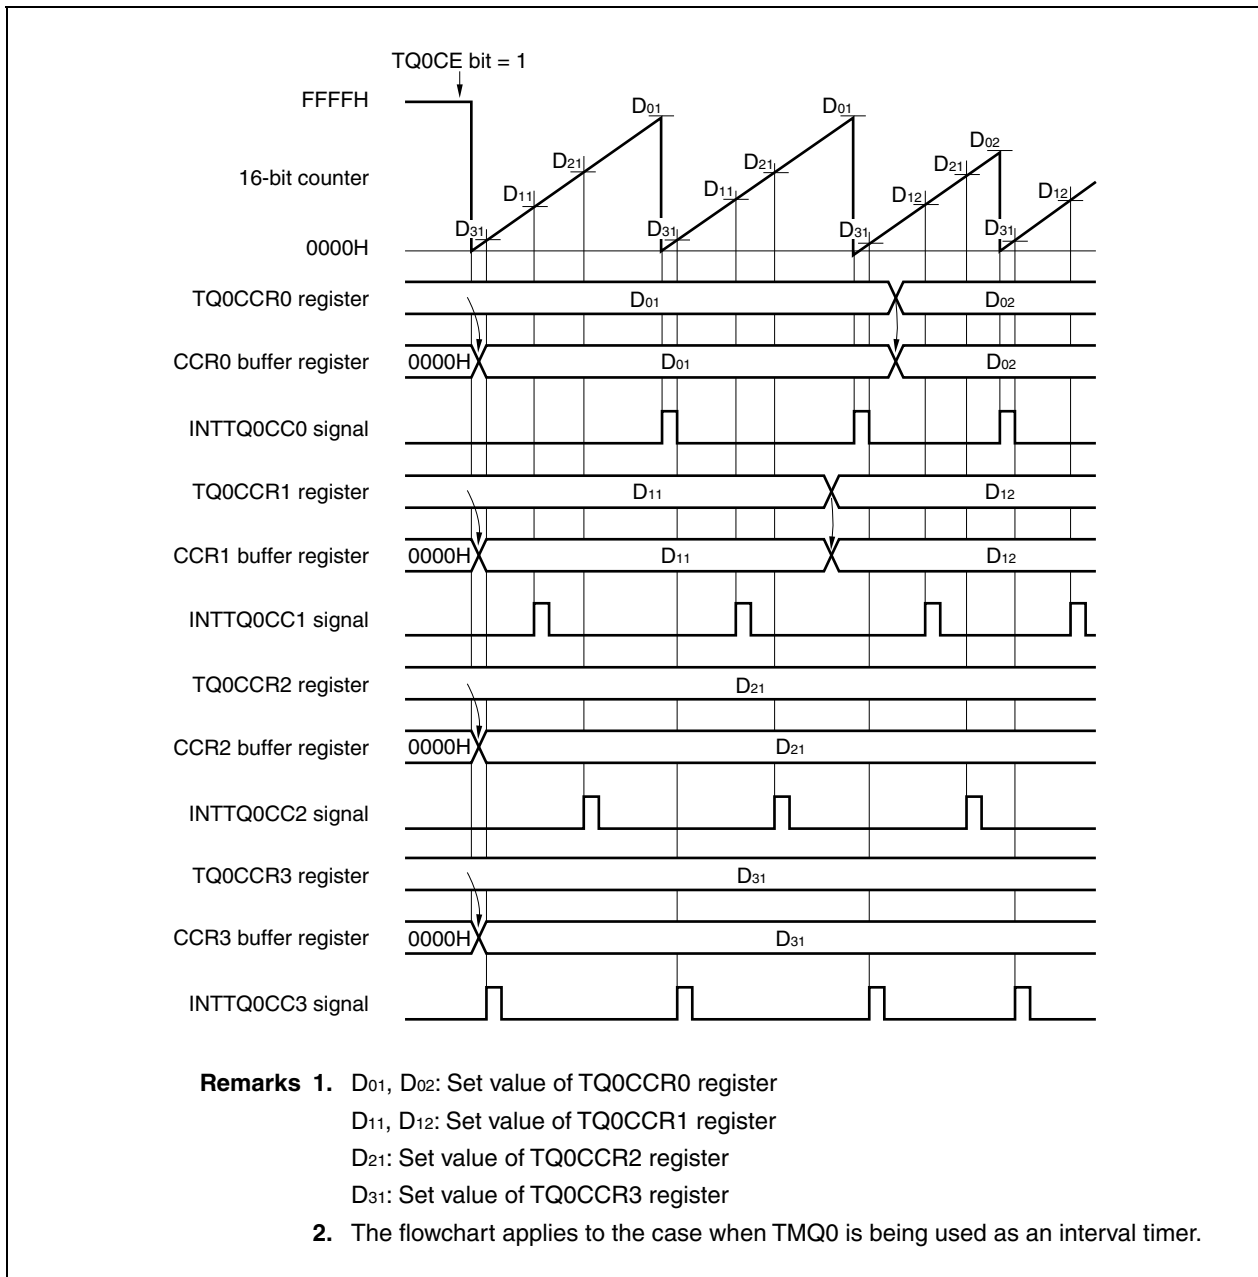 TQ0CE bit = 1
FFFFH
D01 D01
D02
D21 D21 D21
16-bit counter
D11 D11 D12 D12
D31 D31 D31 D31
0000H
TQ0CCR0 register D01 D02
CCR0 buffer register 0000H D01 D02
INTTQ0CC0 signal
TQ0CCR1 register D11 D12
CCR1 buffer register 0000H D11 D12
INTTQ0CC1 signal
TQ0CCR2 register D21
CCR2 buffer register 0000H D21
INTTQ0CC2 signal
TQ0CCR3 register D31
CCR3 buffer register 0000H D31
INTTQ0CC3 signal
Remarks 1. D01, D02: Set value of TQ0CCR0 register
D11, D12: Set value of TQ0CCR1 register
D21: Set value of TQ0CCR2 register
D31: Set value of TQ0CCR3 register
2. The flowchart applies to the case when TMQ0 is being used as an interval timer.